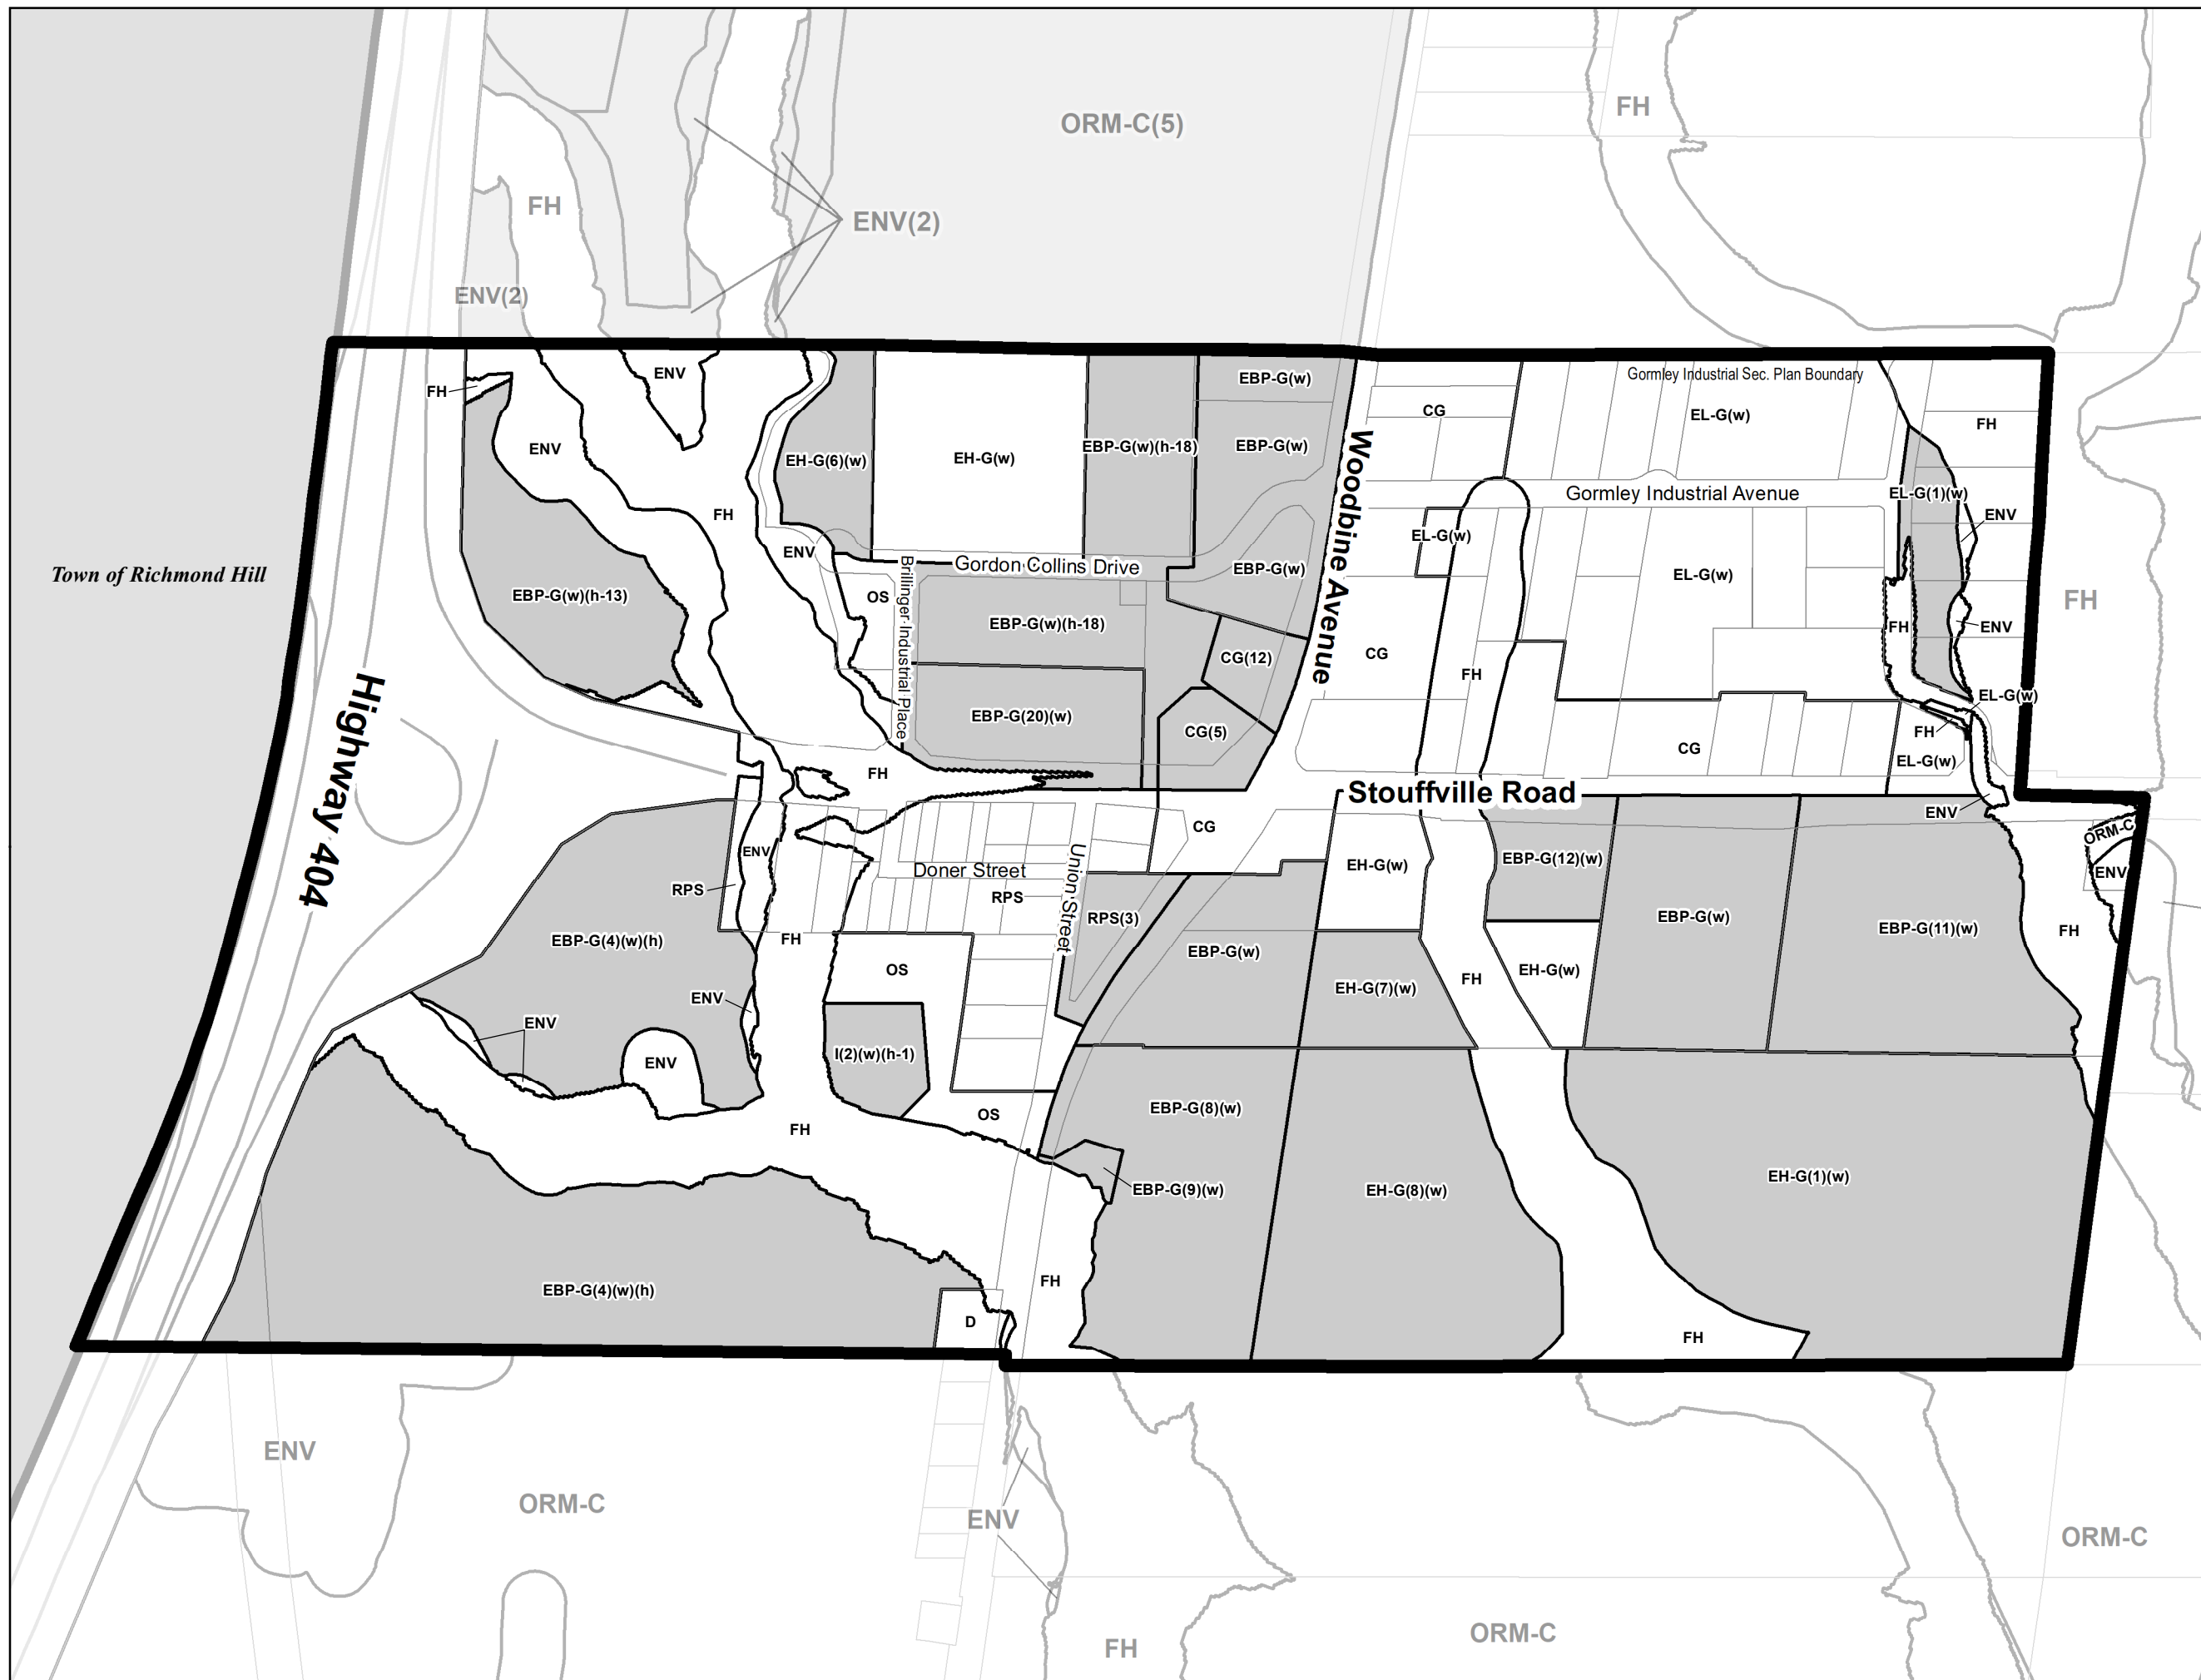 FH
ORM-C(5)
FH
ENV(2)
ENV(2)
ENV
Gormley Industrial Sec. Plan Boundary
EBP-G(w)
FH
CG
EL-G(w)
FH
ENV
EBP-G(w)(h-18)
EBP-G(w)
EH-G(6)(w)
EH-G(w)
Woodbine Avenue
Gormley Industrial Avenue
EL-G(1)(w)
FH
ENV
EL-G(w)
ENV
Gordon Collins Drive
EBP-G(w)
Town of Richmond Hill
EL-G(w)
EBP-G(w)(h-13)
OS
Brillinger Industrial Place
EBP-G(w)(h-18)
FH
FH
ENV
CG(12)
CG
FH
EL-G(w)
EBP-G(20)(w)
CG(5)
FH
CG
EL-G(w)
Highway 404
FH
Stouffville Road
ENV
CG
ORM-C
ENV
EH-G(w)
EBP-G(12)(w)
ENV
Doner Street
RPS
RPS
Union Street
RPS(3)
EBP-G(w)
EBP-G(11)(w)
FH
EBP-G(4)(w)(h)
FH
EBP-G(w)
OS
EH-G(w)
FH
EH-G(7)(w)
ENV
ENV
I(2)(w)(h-1)
ENV
EBP-G(8)(w)
OS
FH
EH-G(1)(w)
EBP-G(9)(w)
EH-G(8)(w)
FH
EBP-G(4)(w)(h)
D
FH
ENV
ORM-C
ENV
ORM-C
ORM-C
FH